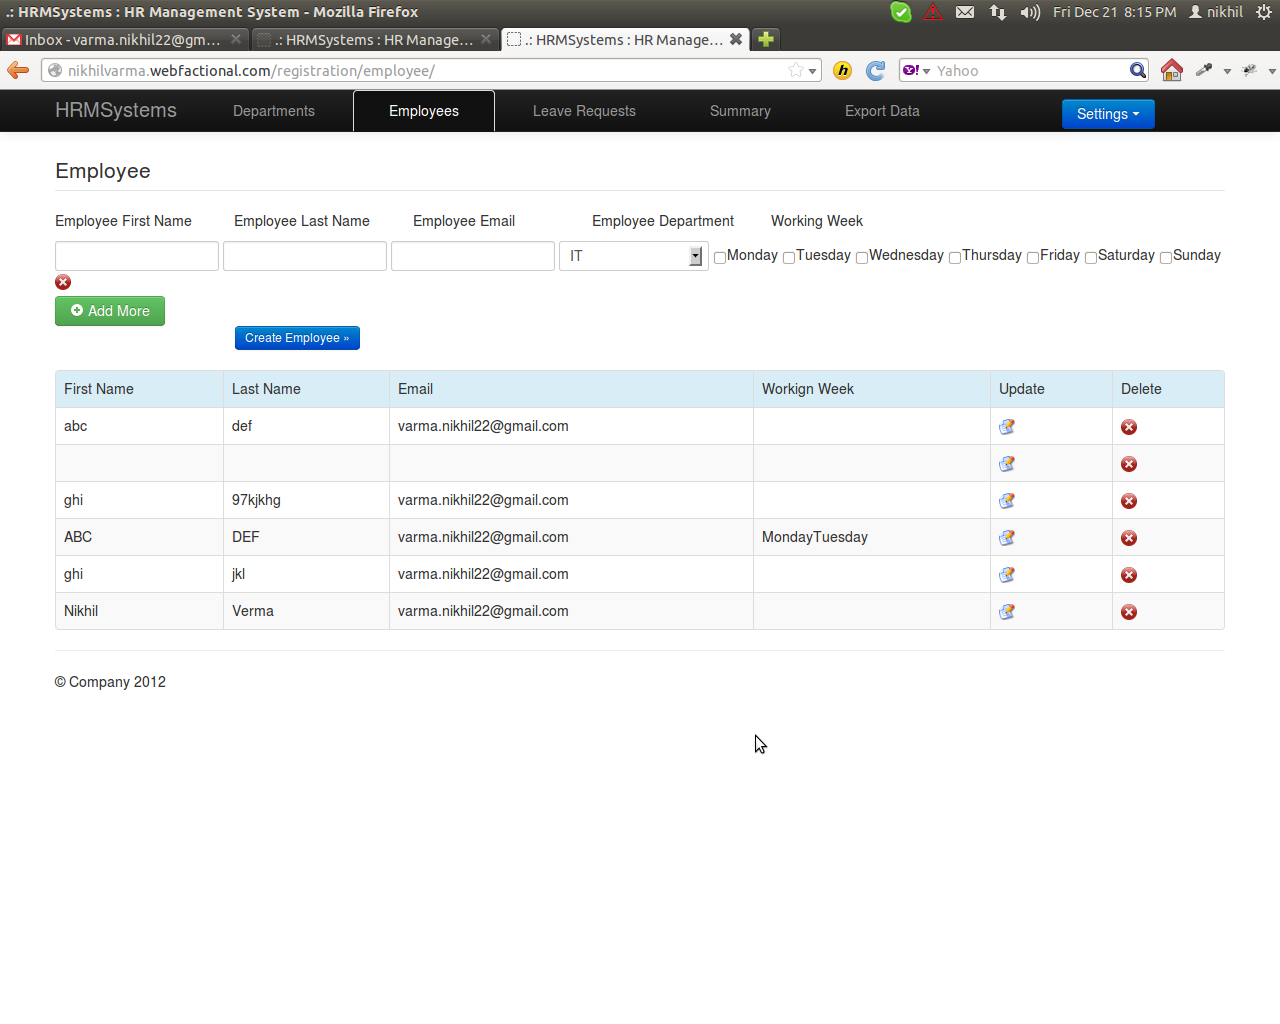 .: HRMSystems : HR Management System - Mozilla Firefox
Fri Dec 21 8:15 PM nikhil
Inbox - varma.nikhil22@gm... .: HRMSystems : HR Manage... .: HRMSystems : HR Manage...
nikhilvarma.webfactional.com/registration/employee/ h Y! Yahoo
HRMSystems Departments Employees Leave Requests Summary Export Data Settings
Employee
Employee First Name Employee Last Name Employee Email Employee Department Working Week
IT Monday Tuesday Wednesday Thursday Friday Saturday Sunday
Add More
Create Employee »
First Name Last Name Email Workign Week Update Delete
abc def varma.nikhil22@gmail.com
ghi 97kjkhg varma.nikhil22@gmail.com
ABC DEF varma.nikhil22@gmail.com MondayTuesday
ghi jkl varma.nikhil22@gmail.com
Nikhil Verma varma.nikhil22@gmail.com
© Company 2012